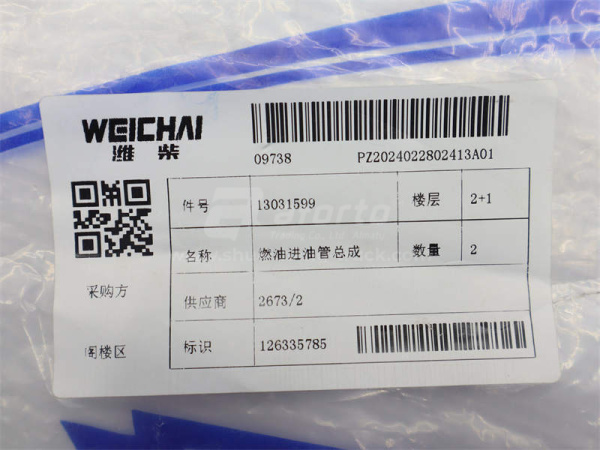 WEICHAI
潍柴
09738 PZ2024022802413A01
件号 13031599 楼层 2+1
名称 燃油进油管总成 数量 2
采购方
供应商 2673/2
阁楼区
标识 126335785